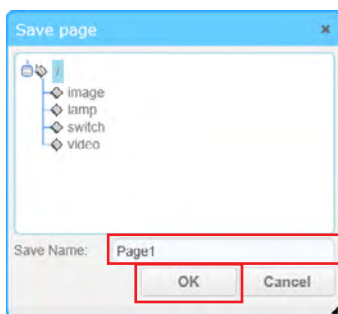 Save page
/
image
lamp
switch
video
Save Name: Page1
OK Cancel